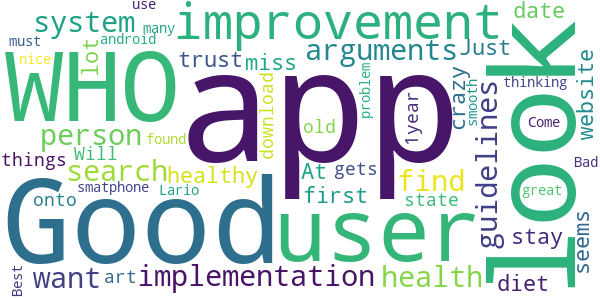 use
many
android
must
nice
system
lot
improvement
arguments
date
Just
trust
miss
WHO
app
look
website
crazy
thinking
download
problem
1year
smooth
old
person
found
things
Will
search
healthy
At
gets
find
guidelines
Come
Bad
great
smatphone
Lario
first
state
onto
Good
user
stay
seems
Best
want
art
implementation
health
diet